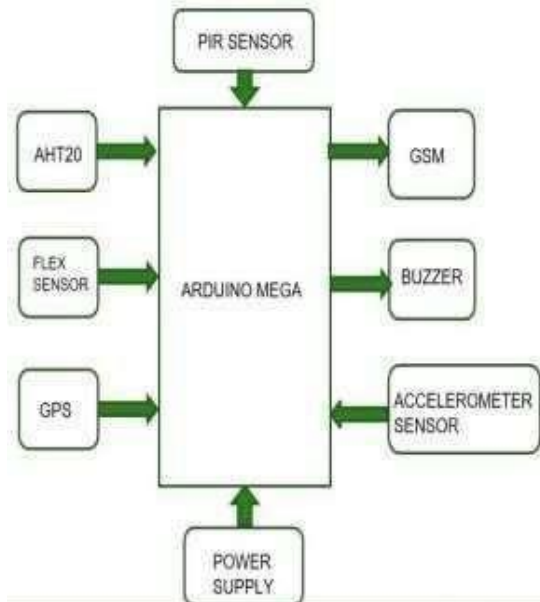 PIR SENSOR
AHT20
GSM
FLEX
SENSOR
ARDUINO MEGA
BUZZER
GPS
ACCELEROMETER
SENSOR
POWER
SUPPLY